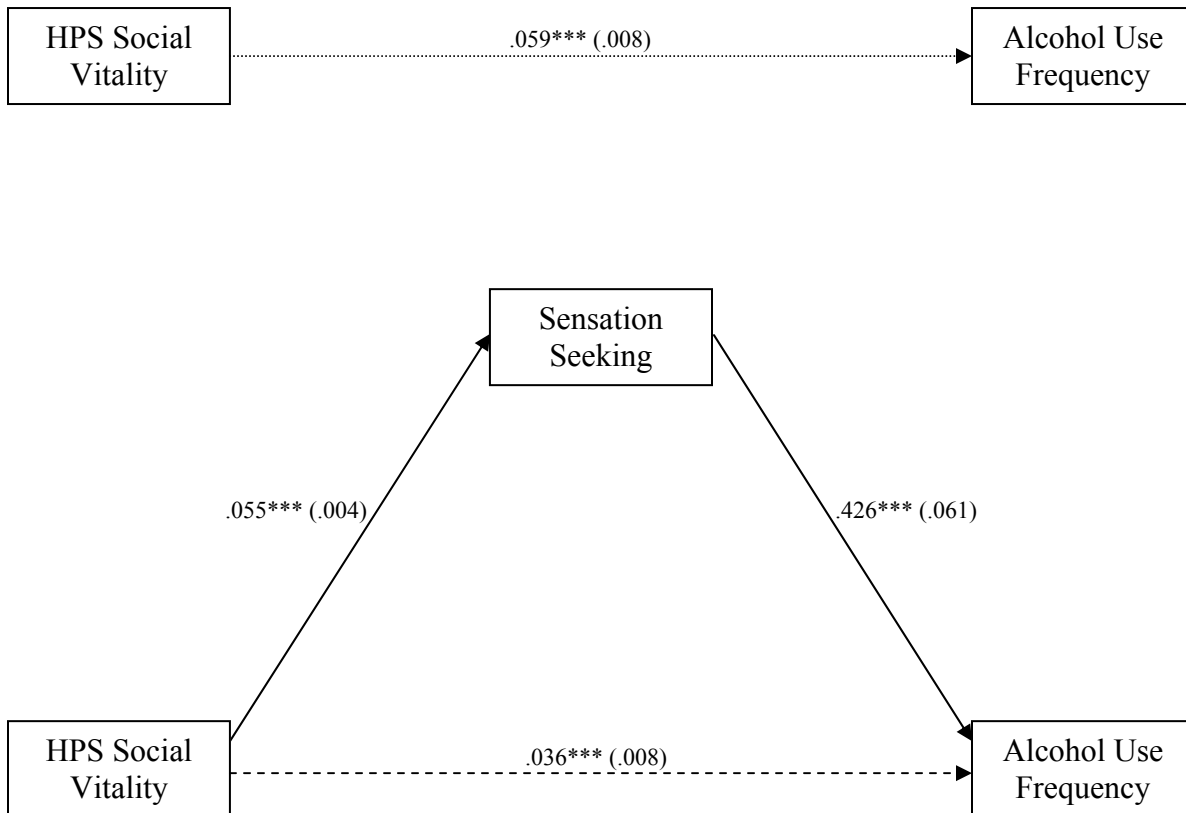 HPS Social
Vitality
.059*** (.008)
Alcohol Use
Frequency
Sensation
Seeking
.055*** (.004)
.426*** (.061)
HPS Social
Vitality
.036*** (.008)
Alcohol Use
Frequency